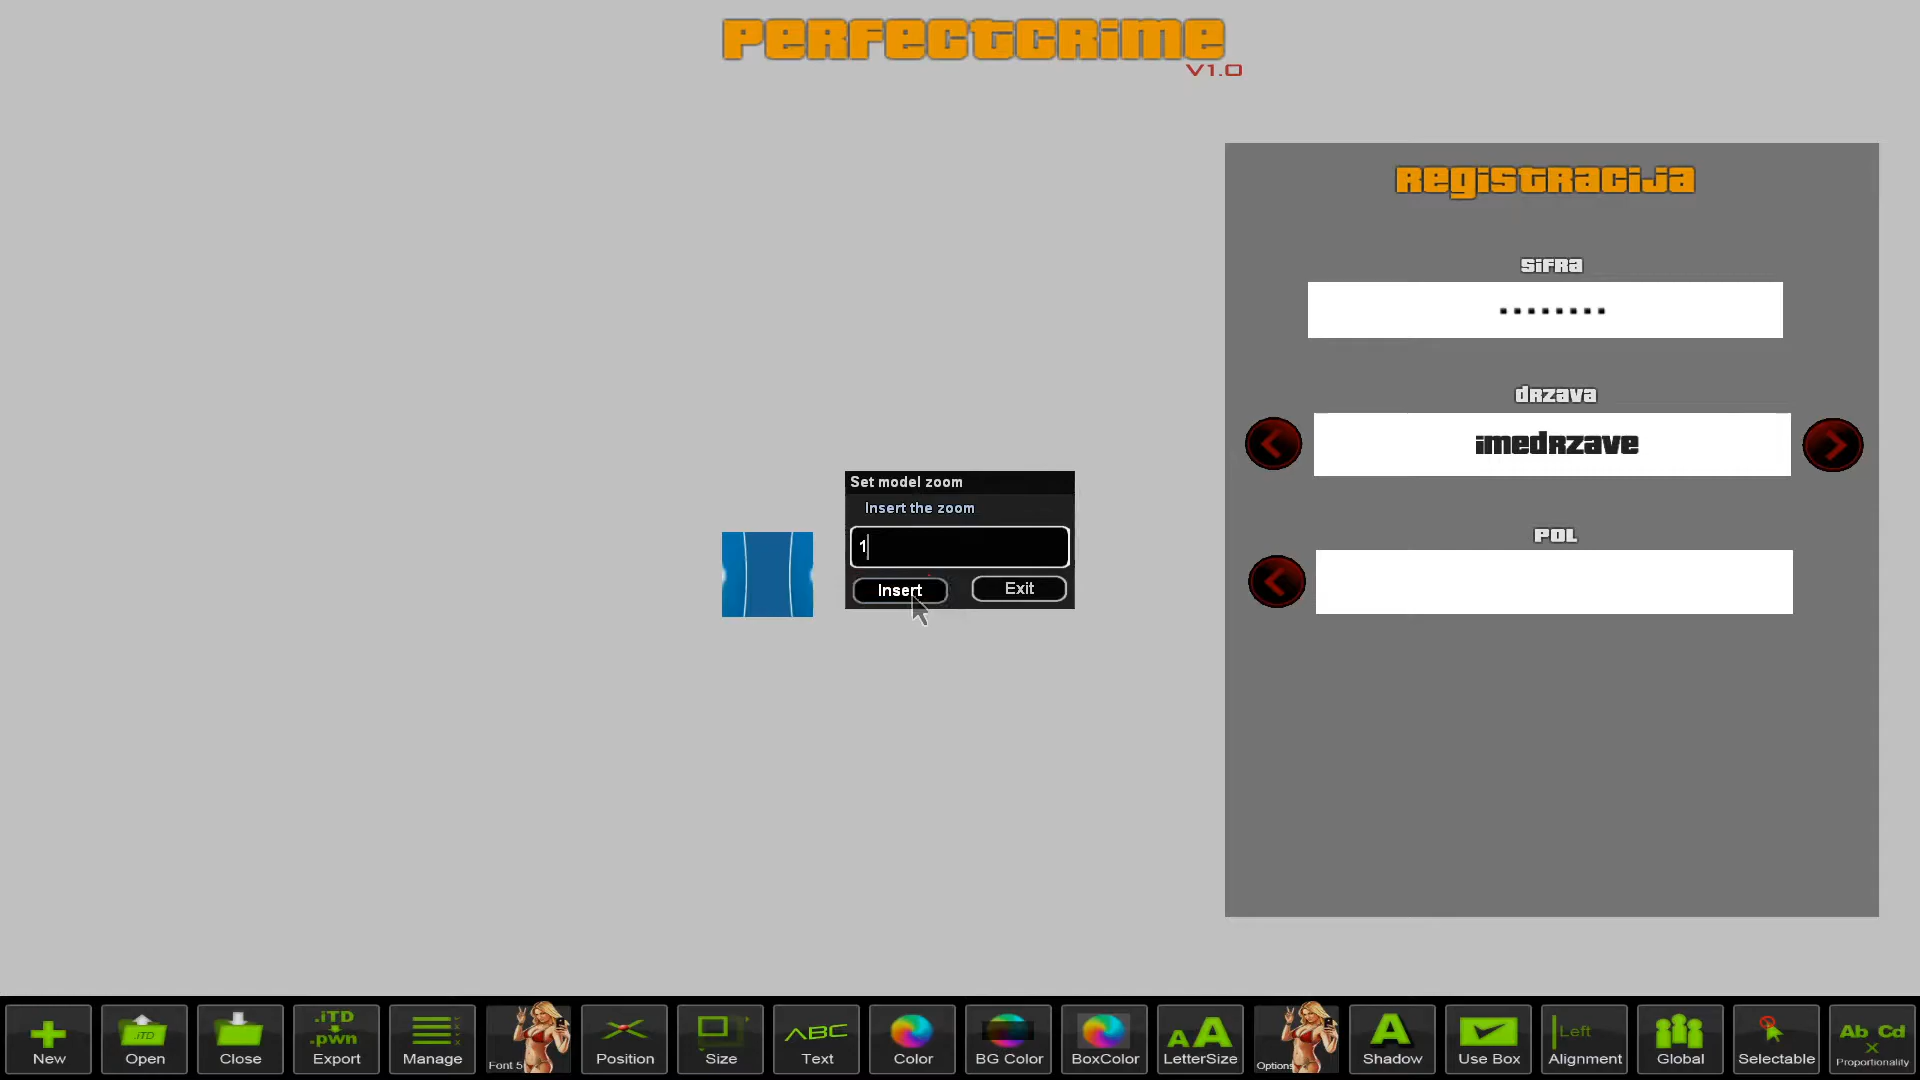 PERFECTCRIME
V1.0
REGISTRACIJA
SIFRA
DRZAVA
IMEDRZAVE
POL
Set model zoom
Insert the zoom
1
Insert
Exit
New
.iTD
Open
Close
.iTD
.pwn
Export
Manage
Font 5
Position
Size
ABC
Text
Color
BG Color
BoxColor
AA
LetterSize
Options
A
Shadow
Use Box
Left
Alignment
Global
Selectable
Ab Cd
Proportionality